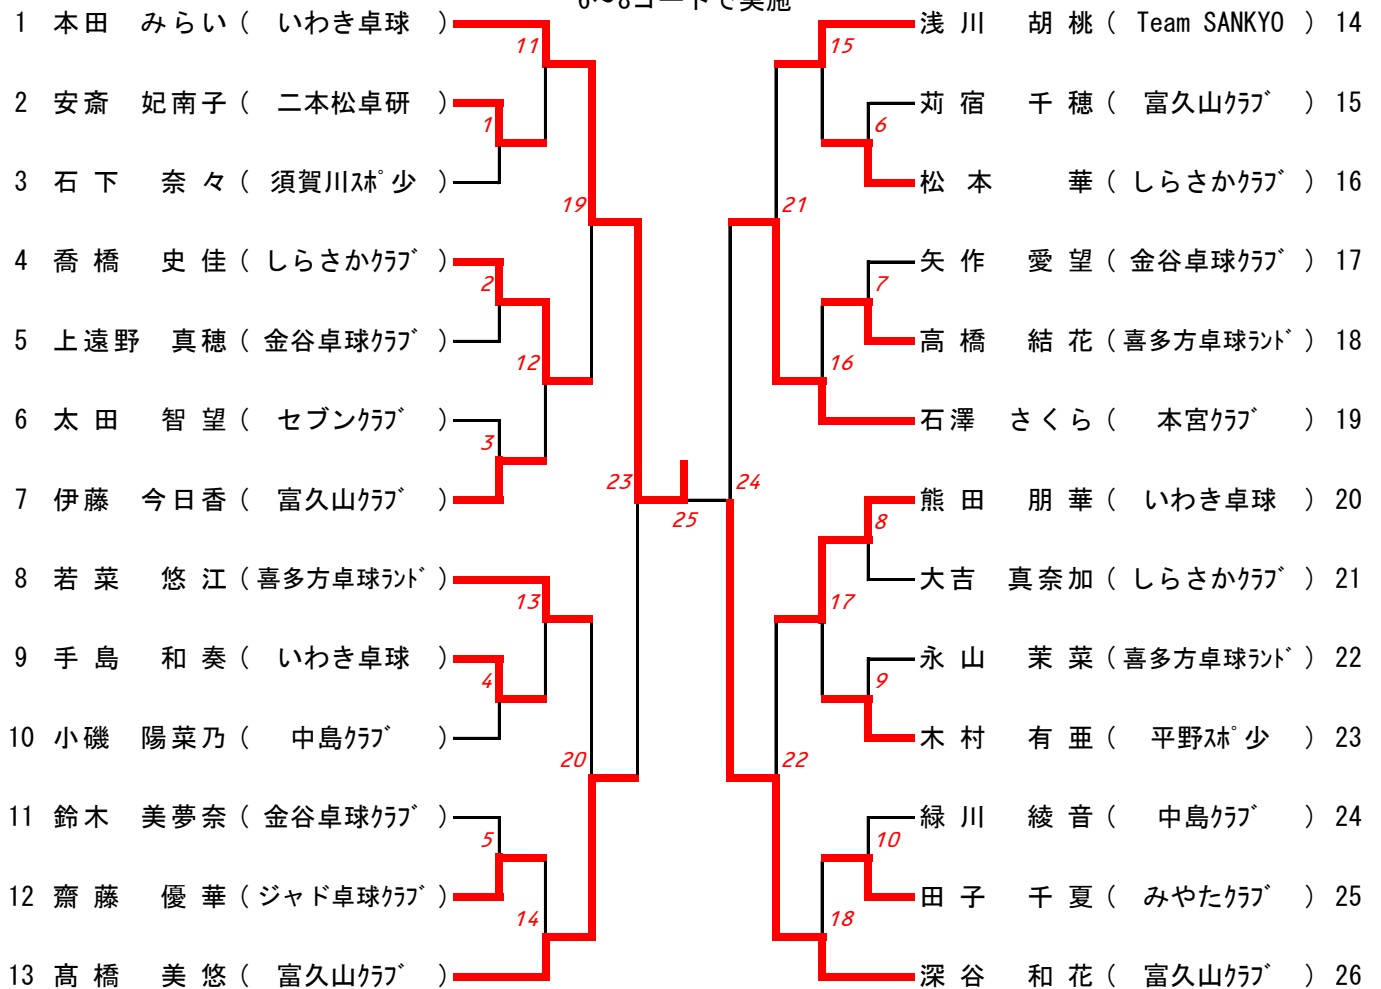 6～8コートで実施
1 本田 みらい ( いわき卓球 )
2 安斎 妃南子 ( 二本松卓研 )
3 石下 奈々 ( 須賀川ｽﾎﾟ少 )
4 喬橋 史佳 ( しらさかｸﾗﾌﾞ )
5 上遠野 真穂 ( 金谷卓球ｸﾗﾌﾞ )
6 太田 智望 ( セブンｸﾗﾌﾞ )
7 伊藤 今日香 ( 富久山ｸﾗﾌﾞ )
8 若菜 悠江 ( 喜多方卓球ﾗﾝﾄﾞ )
9 手島 和奏 ( いわき卓球 )
10 小磯 陽菜乃 ( 中島ｸﾗﾌﾞ )
11 鈴木 美夢奈 ( 金谷卓球ｸﾗﾌﾞ )
12 齋藤 優華 ( ジャド卓球ｸﾗﾌﾞ )
13 髙橋 美悠 ( 富久山ｸﾗﾌﾞ )
11
1
19
2
12
3
23
25
13
4
20
5
14
15
6
21
7
16
24
8
17
9
22
10
18
浅川 胡桃 ( Team SANKYO ) 14
苅宿 千穂 ( 富久山ｸﾗﾌﾞ ) 15
松本 華 ( しらさかｸﾗﾌﾞ ) 16
矢作 愛望 ( 金谷卓球ｸﾗﾌﾞ ) 17
高橋 結花 ( 喜多方卓球ﾗﾝﾄﾞ ) 18
石澤 さくら ( 本宮ｸﾗﾌﾞ ) 19
熊田 朋華 ( いわき卓球 ) 20
大吉 真奈加 ( しらさかｸﾗﾌﾞ ) 21
永山 茉菜 ( 喜多方卓球ﾗﾝﾄﾞ ) 22
木村 有亜 ( 平野ｽﾎﾟ少 ) 23
緑川 綾音 ( 中島ｸﾗﾌﾞ ) 24
田子 千夏 ( みやたｸﾗﾌﾞ ) 25
深谷 和花 ( 富久山ｸﾗﾌﾞ ) 26